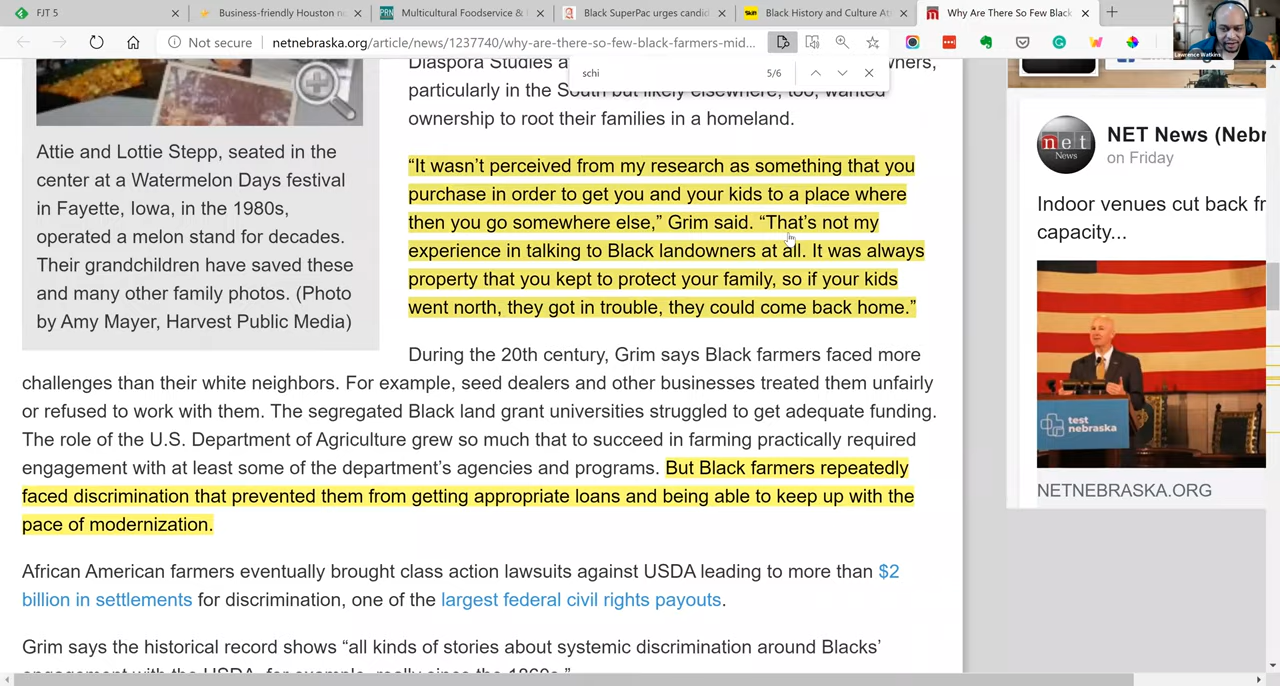 FJT 5
Business-friendly Houston n
Multicultural Foodservice &
Black SuperPac urges candid
Black History and Culture At
Why Are There So Few Black
Not secure
netnebraska.org/article/news/1237740/why-are-there-so-few-black-farmers-mid...
Lawrence Watkins
schi
5/6
Diaspora Studies
particularly in the South but likely elsewhere, too, wanted
ownership to root their families in a homeland.
“It wasn’t perceived from my research as something that you
purchase in order to get you and your kids to a place where
then you go somewhere else,” Grim said. “That’s not my
experience in talking to Black landowners at all. It was always
property that you kept to protect your family, so if your kids
went north, they got in trouble, they could come back home.”
Attie and Lottie Stepp, seated in the
center at a Watermelon Days festival
in Fayette, Iowa, in the 1980s,
operated a melon stand for decades.
Their grandchildren have saved these
and many other family photos. (Photo
by Amy Mayer, Harvest Public Media)
During the 20th century, Grim says Black farmers faced more
challenges than their white neighbors. For example, seed dealers and other businesses treated them unfairly
or refused to work with them. The segregated Black land grant universities struggled to get adequate funding.
The role of the U.S. Department of Agriculture grew so much that to succeed in farming practically required
engagement with at least some of the department’s agencies and programs. But Black farmers repeatedly
faced discrimination that prevented them from getting appropriate loans and being able to keep up with the
pace of modernization.
African American farmers eventually brought class action lawsuits against USDA leading to more than $2
billion in settlements for discrimination, one of the largest federal civil rights payouts.
Grim says the historical record shows “all kinds of stories about systemic discrimination around Blacks’
engagement with the USDA, for example, really since the 1860s.”
net
News
NET News (Nebr
on Friday
Indoor venues cut back fr
capacity...
test
nebraska
NETNEBRASKA.ORG